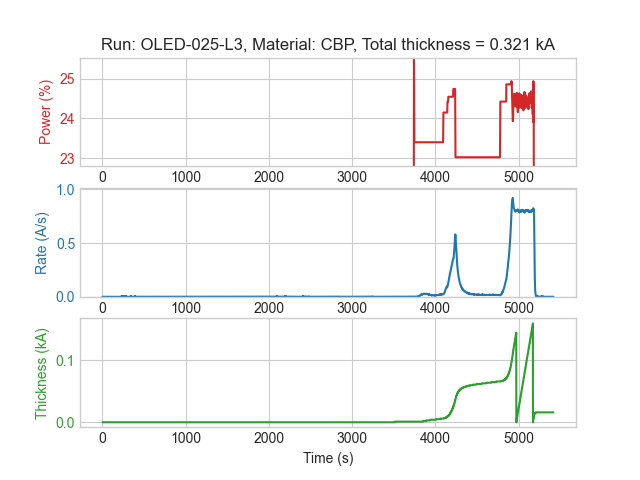 Run: OLED-025-L3, Material: CBP, Total thickness = 0.321 kA
Power (%)
25
24
23
0 1000 2000 3000 4000 5000
Rate (A/s)
1.0
0.5
0.0
0 1000 2000 3000 4000 5000
Thickness (kA)
0.1
0.0
0 1000 2000 3000 4000 5000
Time (s)